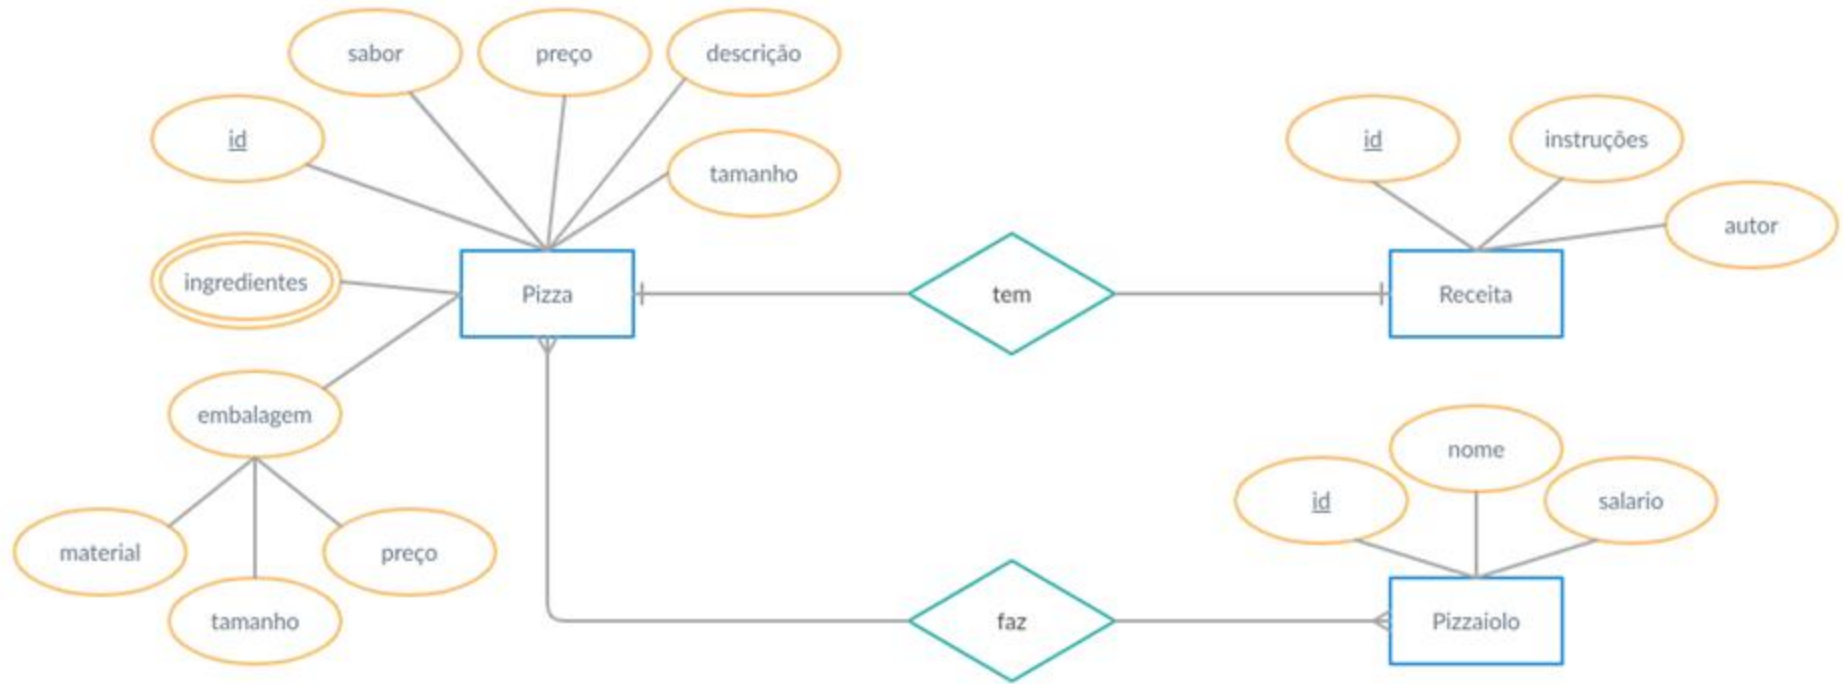 sabor
preço
descrição
id
tamanho
id
instruções
autor
ingredientes
Pizza
tem
Receita
embalagem
nome
id
salario
material
preço
tamanho
faz
Pizzaiolo